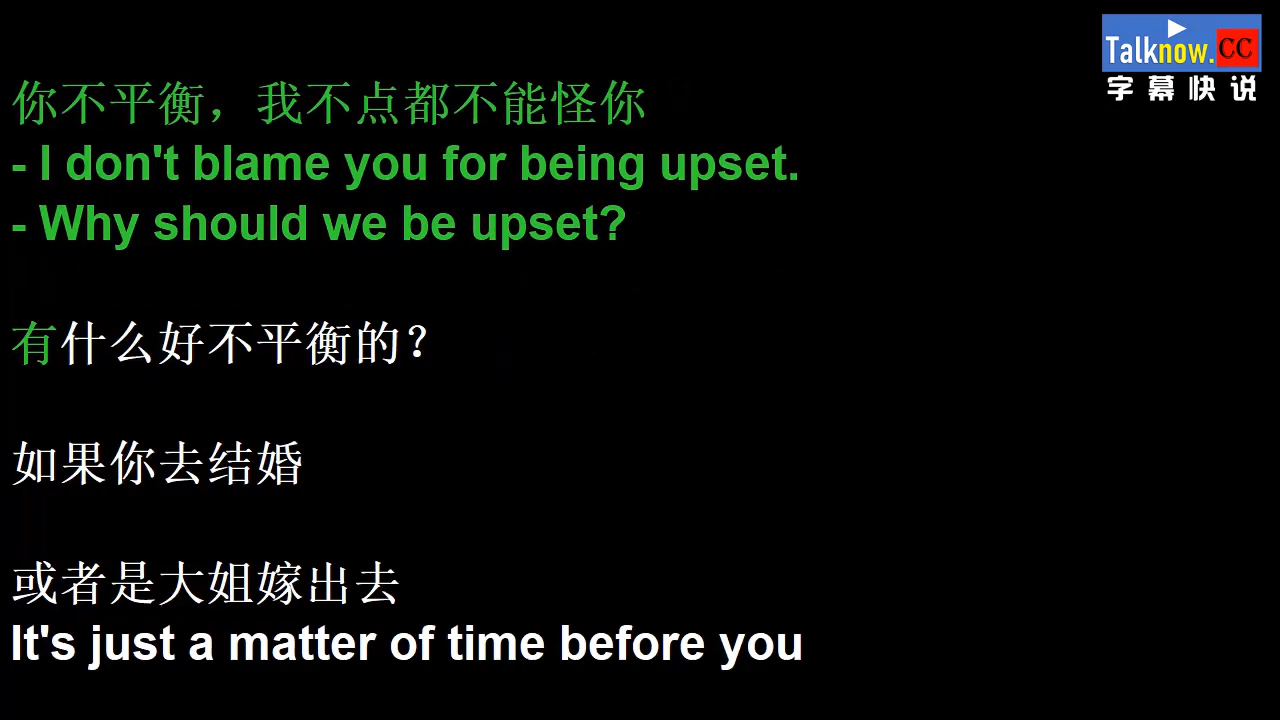 Talknow.CC
字幕快说
你不平衡，我不点都不能怪你
- I don't blame you for being upset.
- Why should we be upset?
有什么好不平衡的？
如果你去结婚
或者是大姐嫁出去
It's just a matter of time before you